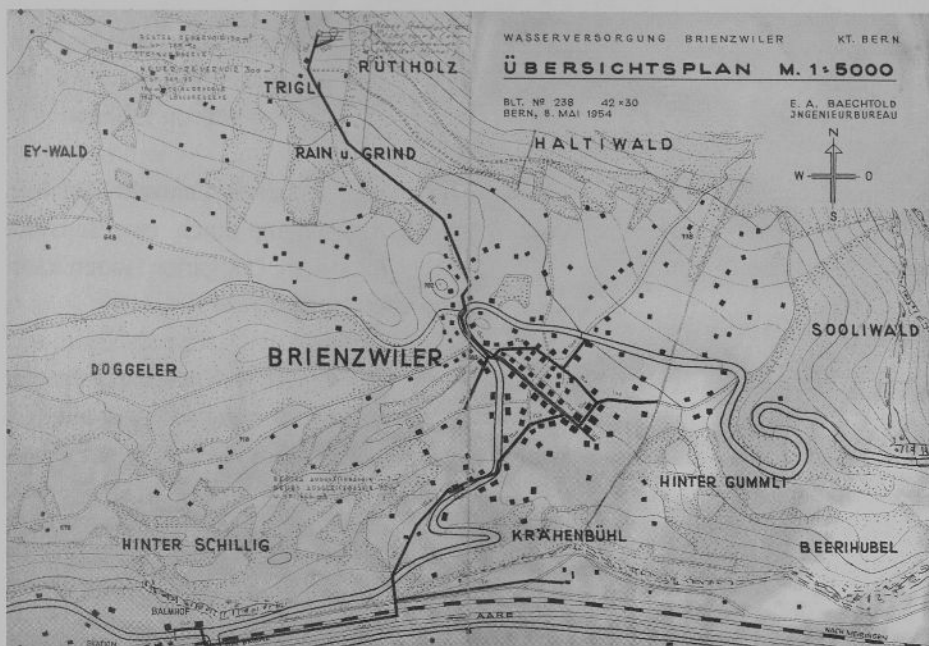 WASSERVERSORGUNG BRIENZWILER KT. BERN
ÜBERSICHTSPLAN M. 1:5000
BLT. Nº 238 42×30
BERN, 8. MAI 1954
E. A. BAECHTOLD
INGENIEURBUREAU
N
W O
S
RÜTIHOLZ
TRIGLI
EY-WALD
RAIN u. GRIND
HALTIWALD
SOOLIWALD
BRIENZWILER
DOGGELER
HINTER GUMMLI
KRÄHENBÜHL
HINTER SCHILLIG
BEERIHUBEL
BALMHOF
AARE
NACH MEIRINGEN